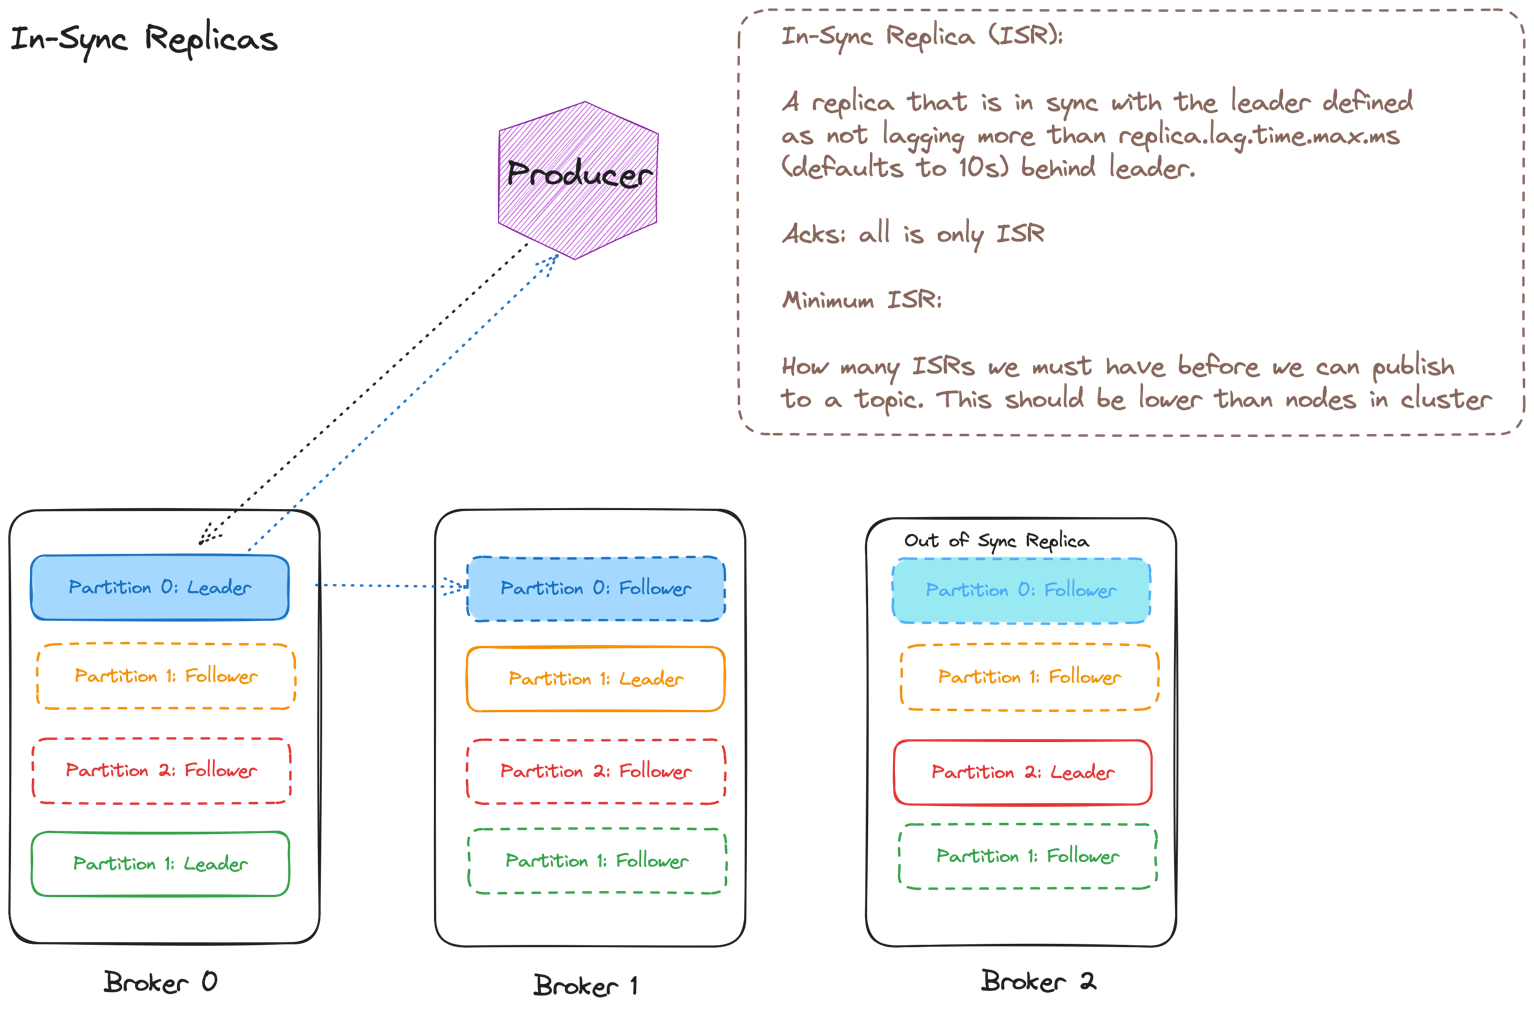 In-Sync Replicas
In-Sync Replica (ISR):
A replica that is in sync with the leader defined
as not lagging more than replica.lag.time.max.ms
(defaults to 10s) behind leader.
Acks: all is only ISR
Minimum ISR:
How many ISRs we must have before we can publish
to a topic. This should be lower than nodes in cluster
Producer
Partition 0: Leader
Partition 1: Follower
Partition 2: Follower
Partition 1: Leader
Broker 0
Partition 0: Follower
Partition 1: Leader
Partition 2: Follower
Partition 1: Follower
Broker 1
Out of Sync Replica
Partition 0: Follower
Partition 1: Follower
Partition 2: Leader
Partition 1: Follower
Broker 2